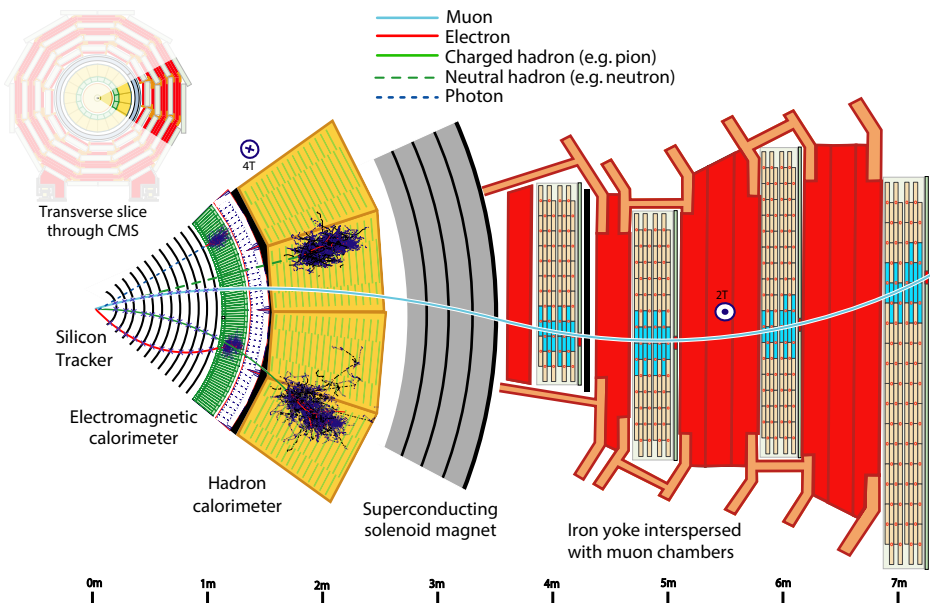 Muon
Electron
Charged hadron (e.g. pion)
Neutral hadron (e.g. neutron)
Photon
Transverse slice
through CMS
4T
2T
Silicon
Tracker
Electromagnetic
calorimeter
Hadron
calorimeter
Superconducting
solenoid magnet
Iron yoke interspersed
with muon chambers
0m 1m 2m 3m 4m 5m 6m 7m